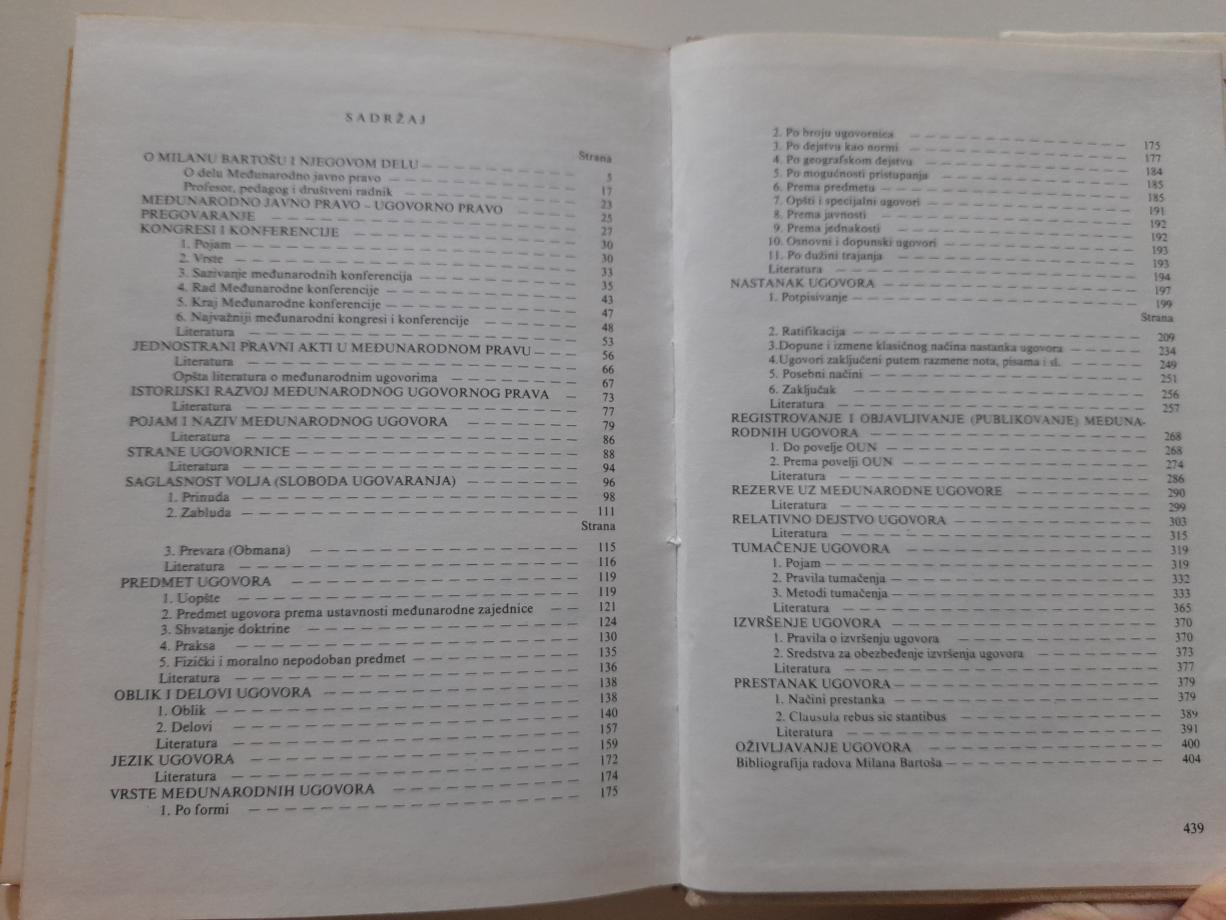 SADRŽAJ
Strana
O MILANU BARTOŠU I NJEGOVOM DELU 5
O delu Međunarodno javno pravo 17
Profesor, pedagog i društveni radnik 23
MEĐUNARODNO JAVNO PRAVO – UGOVORNO PRAVO 25
PREGOVARANJE 27
KONGRESI I KONFERENCIJE 30
1. Pojam 30
2. Vrste 33
3. Sazivanje međunarodnih konferencija 35
4. Rad Međunarodne konferencije 43
5. Kraj Međunarodne konferencije 47
6. Najvažniji međunarodni kongresi i konferencije 48
Literatura 53
JEDNOSTRANI PRAVNI AKTI U MEĐUNARODNOM PRAVU 56
Literatura 66
Opšta literatura o međunarodnim ugovorima 67
ISTORIJSKI RAZVOJ MEĐUNARODNOG UGOVORNOG PRAVA 73
Literatura 77
POJAM I NAZIV MEĐUNARODNOG UGOVORA 79
Literatura 86
STRANE UGOVORNICE 88
Literatura 94
SAGLASNOST VOLJA (SLOBODA UGOVARANJA) 96
1. Prinuda 98
2. Zabluda 111
Strana
3. Prevara (Obmana) 115
Literatura 116
PREDMET UGOVORA 119
1. Uopšte 119
2. Predmet ugovora prema ustavnosti međunarodne zajednice 121
3. Shvatanje doktrine 124
4. Praksa 130
5. Fizički i moralno nepodoban predmet 135
Literatura 136
OBLIK I DELOVI UGOVORA 138
1. Oblik 138
2. Delovi 140
Literatura 157
JEZIK UGOVORA 159
Literatura 172
VRSTE MEĐUNARODNIH UGOVORA 174
1. Po formi 175
2. Po broju ugovornica 175
3. Po dejstvu kao normi 177
4. Po geografskom dejstvu 184
5. Po mogućnosti pristupanja 185
6. Prema predmetu 185
7. Opšti i specijalni ugovori 191
8. Prema javnosti 192
9. Prema jednakosti 192
10. Osnovni i dopunski ugovori 193
11. Po dužini trajanja 193
Literatura 194
NASTANAK UGOVORA 197
1. Potpisivanje 199
Strana
2. Ratifikacija 209
3.Dopune i izmene klasičnog načina nastanka ugovora 234
4.Ugovori zaključeni putem razmene nota, pisama i sl. 249
5. Posebni načini 251
6. Zaključak 256
Literatura 257
REGISTROVANJE I OBJAVLJIVANJE (PUBLIKOVANJE) MEĐUNA-
RODNIH UGOVORA 268
1. Do povelje OUN 268
2. Prema povelji OUN 274
Literatura 286
REZERVE UZ MEĐUNARODNE UGOVORE 290
Literatura 299
RELATIVNO DEJSTVO UGOVORA 303
Literatura 315
TUMAČENJE UGOVORA 319
1. Pojam 319
2. Pravila tumačenja 332
3. Metodi tumačenja 333
Literatura 365
IZVRŠENJE UGOVORA 370
1. Pravila o izvršenju ugovora 370
2. Sredstva za obezbeđenje izvršenja ugovora 373
Literatura 377
PRESTANAK UGOVORA 379
1. Načini prestanka 379
2. Clausula rebus sic stantibus 389
Literatura 391
OŽIVLJAVANJE UGOVORA 400
Bibliografija radova Milana Bartoša 404
439